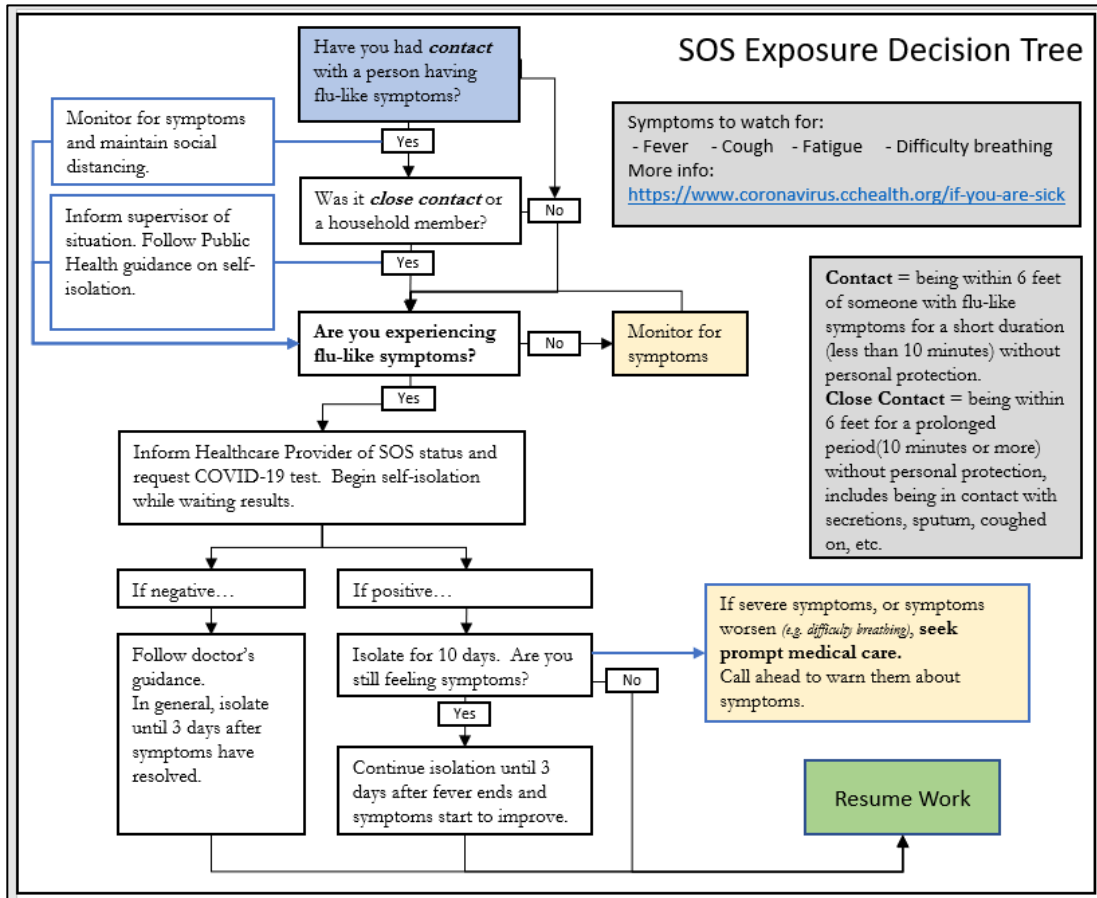 SOS Exposure Decision Tree
Have you had contact
with a person having
flu-like symptoms?
Symptoms to watch for:
- Fever - Cough - Fatigue - Difficulty breathing
More info:
https://www.coronavirus.cchealth.org/if-you-are-sick
Monitor for symptoms
and maintain social
distancing.
Yes
Was it close contact or
a household member?
No
Inform supervisor of
situation. Follow Public
Health guidance on self-
isolation.
Yes
Contact = being within 6 feet
of someone with flu-like
symptoms for a short duration
(less than 10 minutes) without
personal protection.
Close Contact = being within
6 feet for a prolonged
period(10 minutes or more)
without personal protection,
includes being in contact with
secretions, sputum, coughed
on, etc.
Are you experiencing
flu-like symptoms?
No
Monitor for
symptoms
Yes
Inform Healthcare Provider of SOS status and
request COVID-19 test. Begin self-isolation
while waiting results.
If negative…
If positive…
Follow doctor's
guidance.
In general, isolate
until 3 days after
symptoms have
resolved.
Isolate for 10 days. Are you
still feeling symptoms?
No
If severe symptoms, or symptoms
worsen (e.g. difficulty breathing), seek
prompt medical care.
Call ahead to warn them about
symptoms.
Yes
Continue isolation until 3
days after fever ends and
symptoms start to improve.
Resume Work